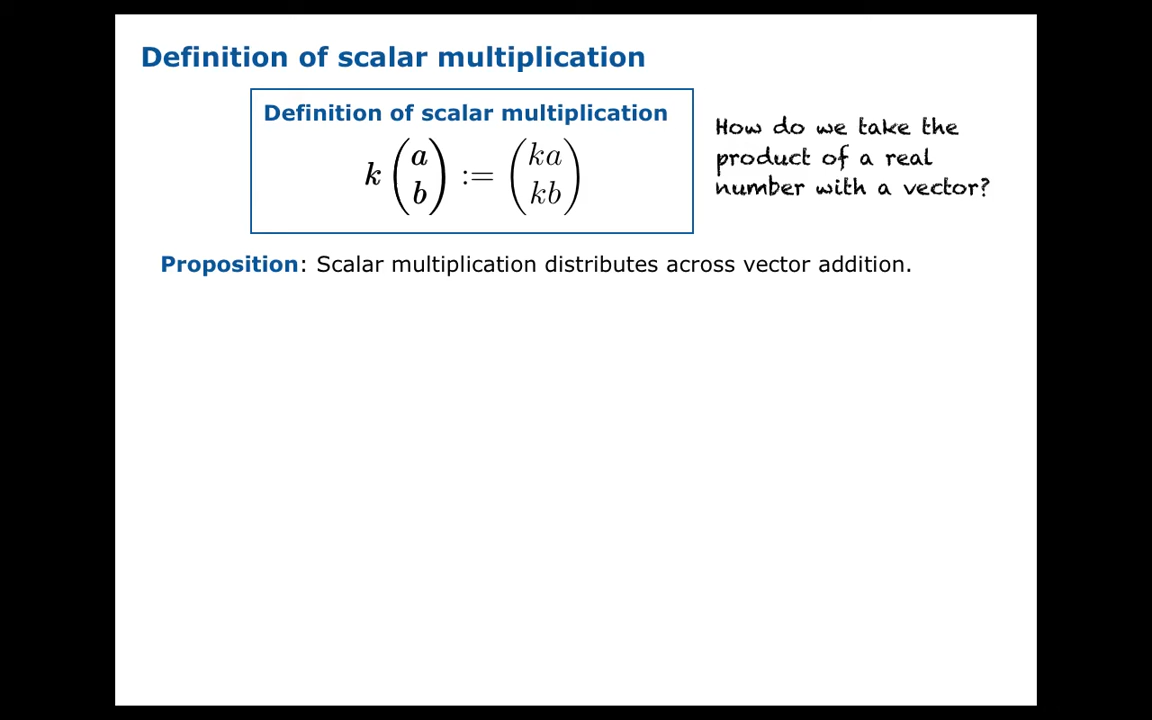 Definition of scalar multiplication
Definition of scalar multiplication
k (a b) := (ka kb)
How do we take the
product of a real
number with a vector?
Proposition: Scalar multiplication distributes across vector addition.